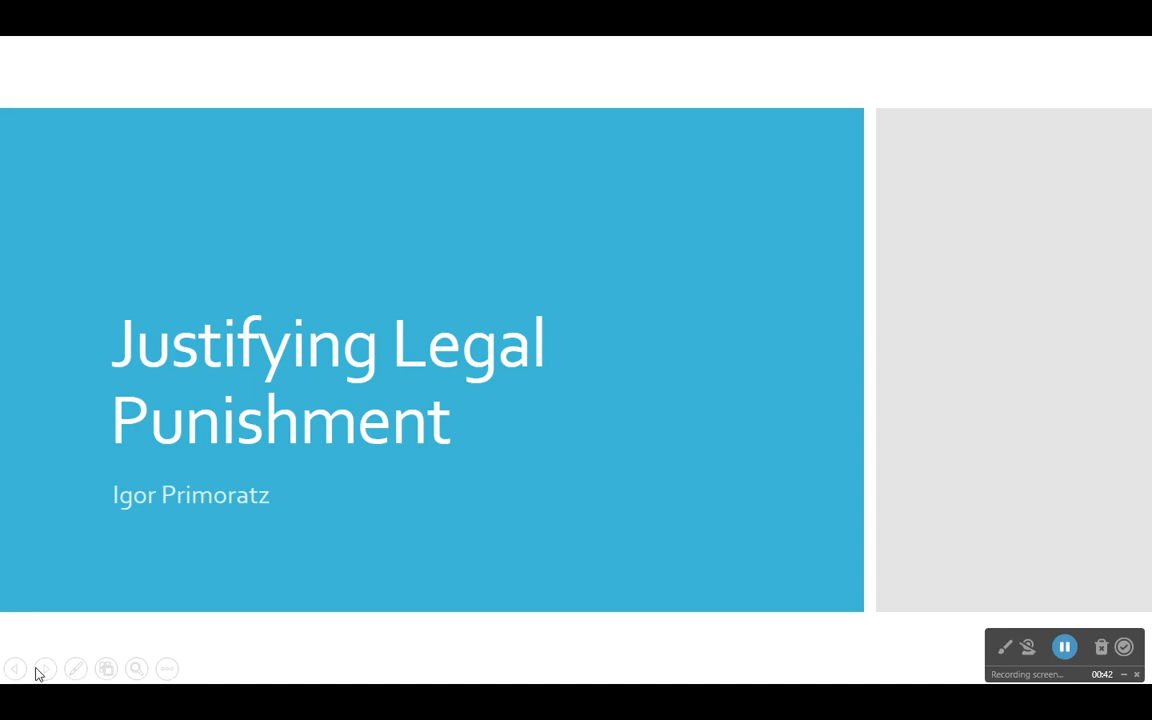 Justifying Legal
Punishment
Igor Primoratz
Recording screen...
00:42